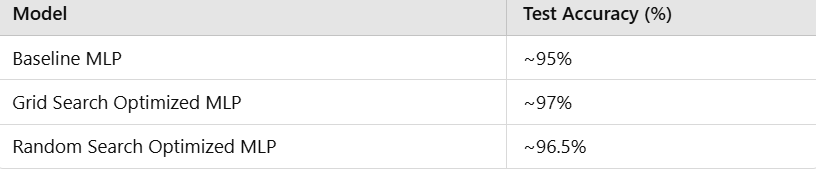 Model Test Accuracy (%)
Baseline MLP ~95%
Grid Search Optimized MLP ~97%
Random Search Optimized MLP ~96.5%